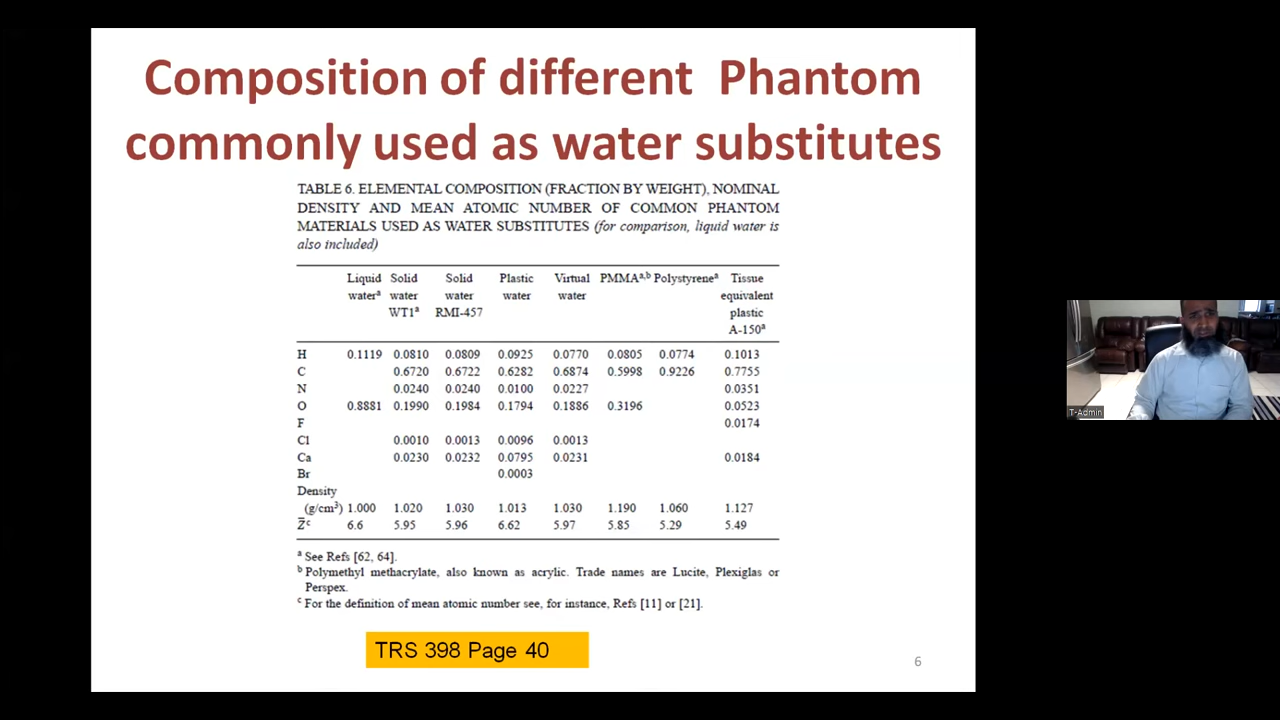 Composition of different Phantom
commonly used as water substitutes
TABLE 6. ELEMENTAL COMPOSITION (FRACTION BY WEIGHT), NOMINAL
DENSITY AND MEAN ATOMIC NUMBER OF COMMON PHANTOM
MATERIALS USED AS WATER SUBSTITUTES (for comparison, liquid water is
also included)
Liquid Solid Solid Plastic Virtual PMMAa,b Polystyrenea Tissue
watera water water water water equivalent
WT1a RMI-457 plastic
A-150a
H 0.1119 0.0810 0.0809 0.0925 0.0770 0.0805 0.0774 0.1013
C 0.6720 0.6722 0.6282 0.6874 0.5998 0.9226 0.7755
N 0.0240 0.0240 0.0100 0.0227 0.0351
O 0.8881 0.1990 0.1984 0.1794 0.1886 0.3196 0.0523
F 0.0174
Cl 0.0010 0.0013 0.0096 0.0013
Ca 0.0230 0.0232 0.0795 0.0231 0.0184
Br 0.0003
Density
(g/cm³) 1.000 1.020 1.030 1.013 1.030 1.190 1.060 1.127
Z̅c 6.6 5.95 5.96 6.62 5.97 5.85 5.29 5.49
a See Refs [62, 64].
b Polymethyl methacrylate, also known as acrylic. Trade names are Lucite, Plexiglas or
Perspex.
c For the definition of mean atomic number see, for instance, Refs [11] or [21].
TRS 398 Page 40
6
T-Admin